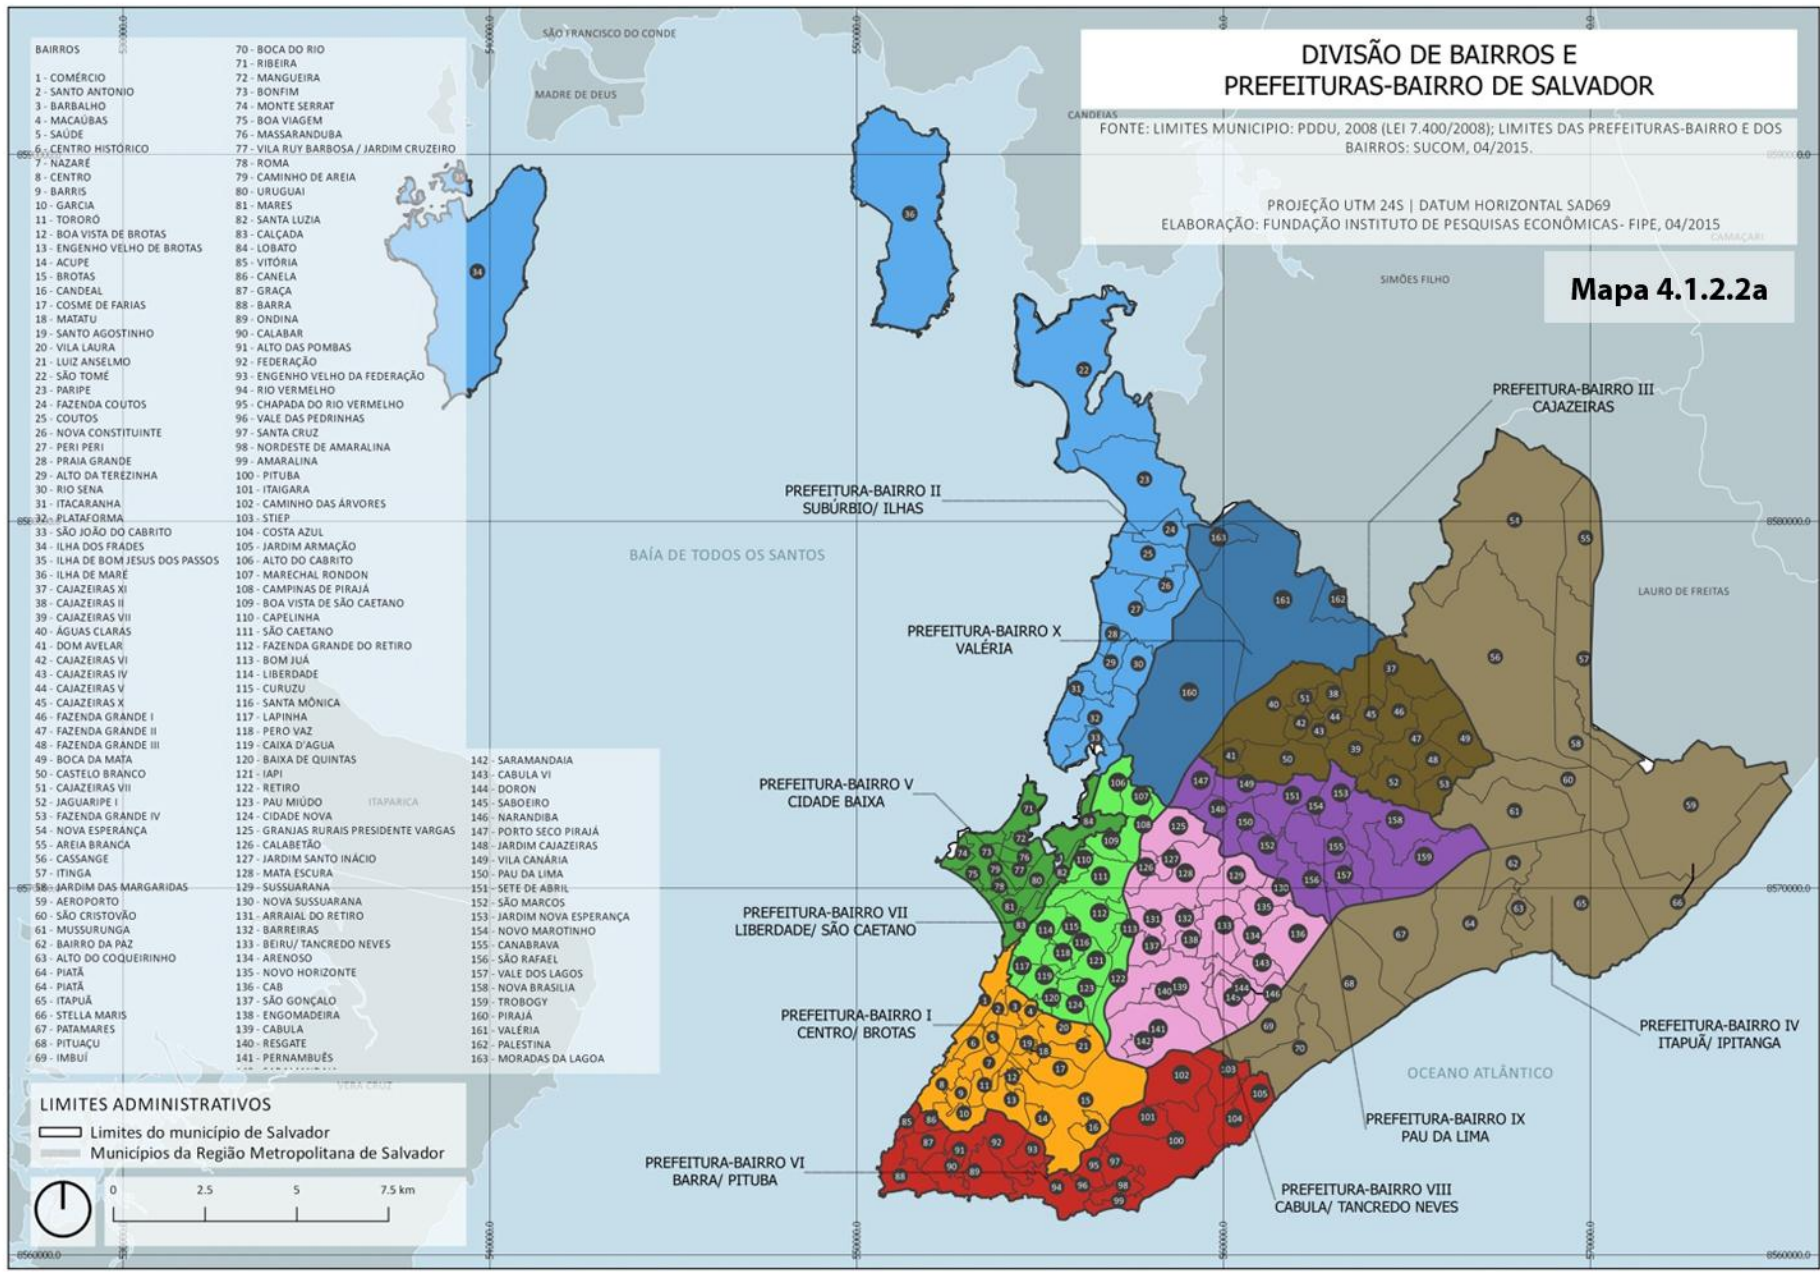 DIVISÃO DE BAIRROS E
PREFEITURAS-BAIRRO DE SALVADOR
FONTE: LIMITES MUNICIPIO: PDDU, 2008 (LEI 7.400/2008); LIMITES DAS PREFEITURAS-BAIRRO E DOS
BAIRROS: SUCOM, 04/2015.
PROJEÇÃO UTM 24S | DATUM HORIZONTAL SAD69
ELABORAÇÃO: FUNDAÇÃO INSTITUTO DE PESQUISAS ECONÔMICAS- FIPE, 04/2015
Mapa 4.1.2.2a
BAIRROS
1 - COMÉRCIO
2 - SANTO ANTONIO
3 - BARBALHO
4 - MACAÚBAS
5 - SAÚDE
6 - CENTRO HISTÓRICO
7 - NAZARÉ
8 - CENTRO
9 - BARRIS
10 - GARCIA
11 - TORORÓ
12 - BOA VISTA DE BROTAS
13 - ENGENHO VELHO DE BROTAS
14 - ACUPE
15 - BROTAS
16 - CANDEAL
17 - COSME DE FARIAS
18 - MATATU
19 - SANTO AGOSTINHO
20 - VILA LAURA
21 - LUIZ ANSELMO
22 - SÃO TOMÉ
23 - PARIPE
24 - FAZENDA COUTOS
25 - COUTOS
26 - NOVA CONSTITUINTE
27 - PERI PERI
28 - PRAIA GRANDE
29 - ALTO DA TEREZINHA
30 - RIO SENA
31 - ITACARANHA
32 - PLATAFORMA
33 - SÃO JOÃO DO CABRITO
34 - ILHA DOS FRADES
35 - ILHA DE BOM JESUS DOS PASSOS
36 - ILHA DE MARÉ
37 - CAJAZEIRAS XI
38 - CAJAZEIRAS II
39 - CAJAZEIRAS VII
40 - ÁGUAS CLARAS
41 - DOM AVELAR
42 - CAJAZEIRAS VI
43 - CAJAZEIRAS IV
44 - CAJAZEIRAS V
45 - CAJAZEIRAS X
46 - FAZENDA GRANDE I
47 - FAZENDA GRANDE II
48 - FAZENDA GRANDE III
49 - BOCA DA MATA
50 - CASTELO BRANCO
51 - CAJAZEIRAS VII
52 - JAGUARIPE I
53 - FAZENDA GRANDE IV
54 - NOVA ESPERANÇA
55 - AREIA BRANCA
56 - CASSANGE
57 - ITINGA
58 - JARDIM DAS MARGARIDAS
59 - AEROPORTO
60 - SÃO CRISTOVÃO
61 - MUSSURUNGA
62 - BAIRRO DA PAZ
63 - ALTO DO COQUEIRINHO
64 - PIATÃ
64 - PIATÃ
65 - ITAPUÃ
66 - STELLA MARIS
67 - PATAMARES
68 - PITUAÇU
69 - IMBUÍ
70 - BOCA DO RIO
71 - RIBEIRA
72 - MANGUEIRA
73 - BONFIM
74 - MONTE SERRAT
75 - BOA VIAGEM
76 - MASSARANDUBA
77 - VILA RUY BARBOSA / JARDIM CRUZEIRO
78 - ROMA
79 - CAMINHO DE AREIA
80 - URUGUAI
81 - MARES
82 - SANTA LUZIA
83 - CALÇADA
84 - LOBATO
85 - VITÓRIA
86 - CANELA
87 - GRAÇA
88 - BARRA
89 - ONDINA
90 - CALABAR
91 - ALTO DAS POMBAS
92 - FEDERAÇÃO
93 - ENGENHO VELHO DA FEDERAÇÃO
94 - RIO VERMELHO
95 - CHAPADA DO RIO VERMELHO
96 - VALE DAS PEDRINHAS
97 - SANTA CRUZ
98 - NORDESTE DE AMARALINA
99 - AMARALINA
100 - PITUBA
101 - ITAIGARA
102 - CAMINHO DAS ÁRVORES
103 - STIEP
104 - COSTA AZUL
105 - JARDIM ARMAÇÃO
106 - ALTO DO CABRITO
107 - MARECHAL RONDON
108 - CAMPINAS DE PIRAJÁ
109 - BOA VISTA DE SÃO CAETANO
110 - CAPELINHA
111 - SÃO CAETANO
112 - FAZENDA GRANDE DO RETIRO
113 - BOM JUÁ
114 - LIBERDADE
115 - CURUZU
116 - SANTA MÔNICA
117 - LAPINHA
118 - PERO VAZ
119 - CAIXA D'AGUA
120 - BAIXA DE QUINTAS
121 - IAPI
122 - RETIRO
123 - PAU MIÚDO
124 - CIDADE NOVA
125 - GRANJAS RURAIS PRESIDENTE VARGAS
126 - CALABETÃO
127 - JARDIM SANTO INÁCIO
128 - MATA ESCURA
129 - SUSSUARANA
130 - NOVA SUSSUARANA
131 - ARRAIAL DO RETIRO
132 - BARREIRAS
133 - BEIRU/ TANCREDO NEVES
134 - ARENOSO
135 - NOVO HORIZONTE
136 - CAB
137 - SÃO GONÇALO
138 - ENGOMADEIRA
139 - CABULA
140 - RESGATE
141 - PERNAMBUÊS
142 - SARAMANDAIA
143 - CABULA VI
144 - DORON
145 - SABOEIRO
146 - NARANDIBA
147 - PORTO SECO PIRAJÁ
148 - JARDIM CAJAZEIRAS
149 - VILA CANÁRIA
150 - PAU DA LIMA
151 - SETE DE ABRIL
152 - SÃO MARCOS
153 - JARDIM NOVA ESPERANÇA
154 - NOVO MAROTINHO
155 - CANABRAVA
156 - SÃO RAFAEL
157 - VALE DOS LAGOS
158 - NOVA BRASILIA
159 - TROBOGY
160 - PIRAJÁ
161 - VALÉRIA
162 - PALESTINA
163 - MORADAS DA LAGOA
SÃO FRANCISCO DO CONDE
MADRE DE DEUS
CANDEIAS
CAMAÇARI
SIMÕES FILHO
LAURO DE FREITAS
BAÍA DE TODOS OS SANTOS
ITAPARICA
VERA CRUZ
OCEANO ATLÂNTICO
PREFEITURA-BAIRRO III
CAJAZEIRAS
PREFEITURA-BAIRRO II
SUBÚRBIO/ ILHAS
PREFEITURA-BAIRRO X
VALÉRIA
PREFEITURA-BAIRRO V
CIDADE BAIXA
PREFEITURA-BAIRRO VII
LIBERDADE/ SÃO CAETANO
PREFEITURA-BAIRRO I
CENTRO/ BROTAS
PREFEITURA-BAIRRO VI
BARRA/ PITUBA
PREFEITURA-BAIRRO IV
ITAPUÃ/ IPITANGA
PREFEITURA-BAIRRO IX
PAU DA LIMA
PREFEITURA-BAIRRO VIII
CABULA/ TANCREDO NEVES
LIMITES ADMINISTRATIVOS
Limites do município de Salvador
Municípios da Região Metropolitana de Salvador
0 2.5 5 7.5 km